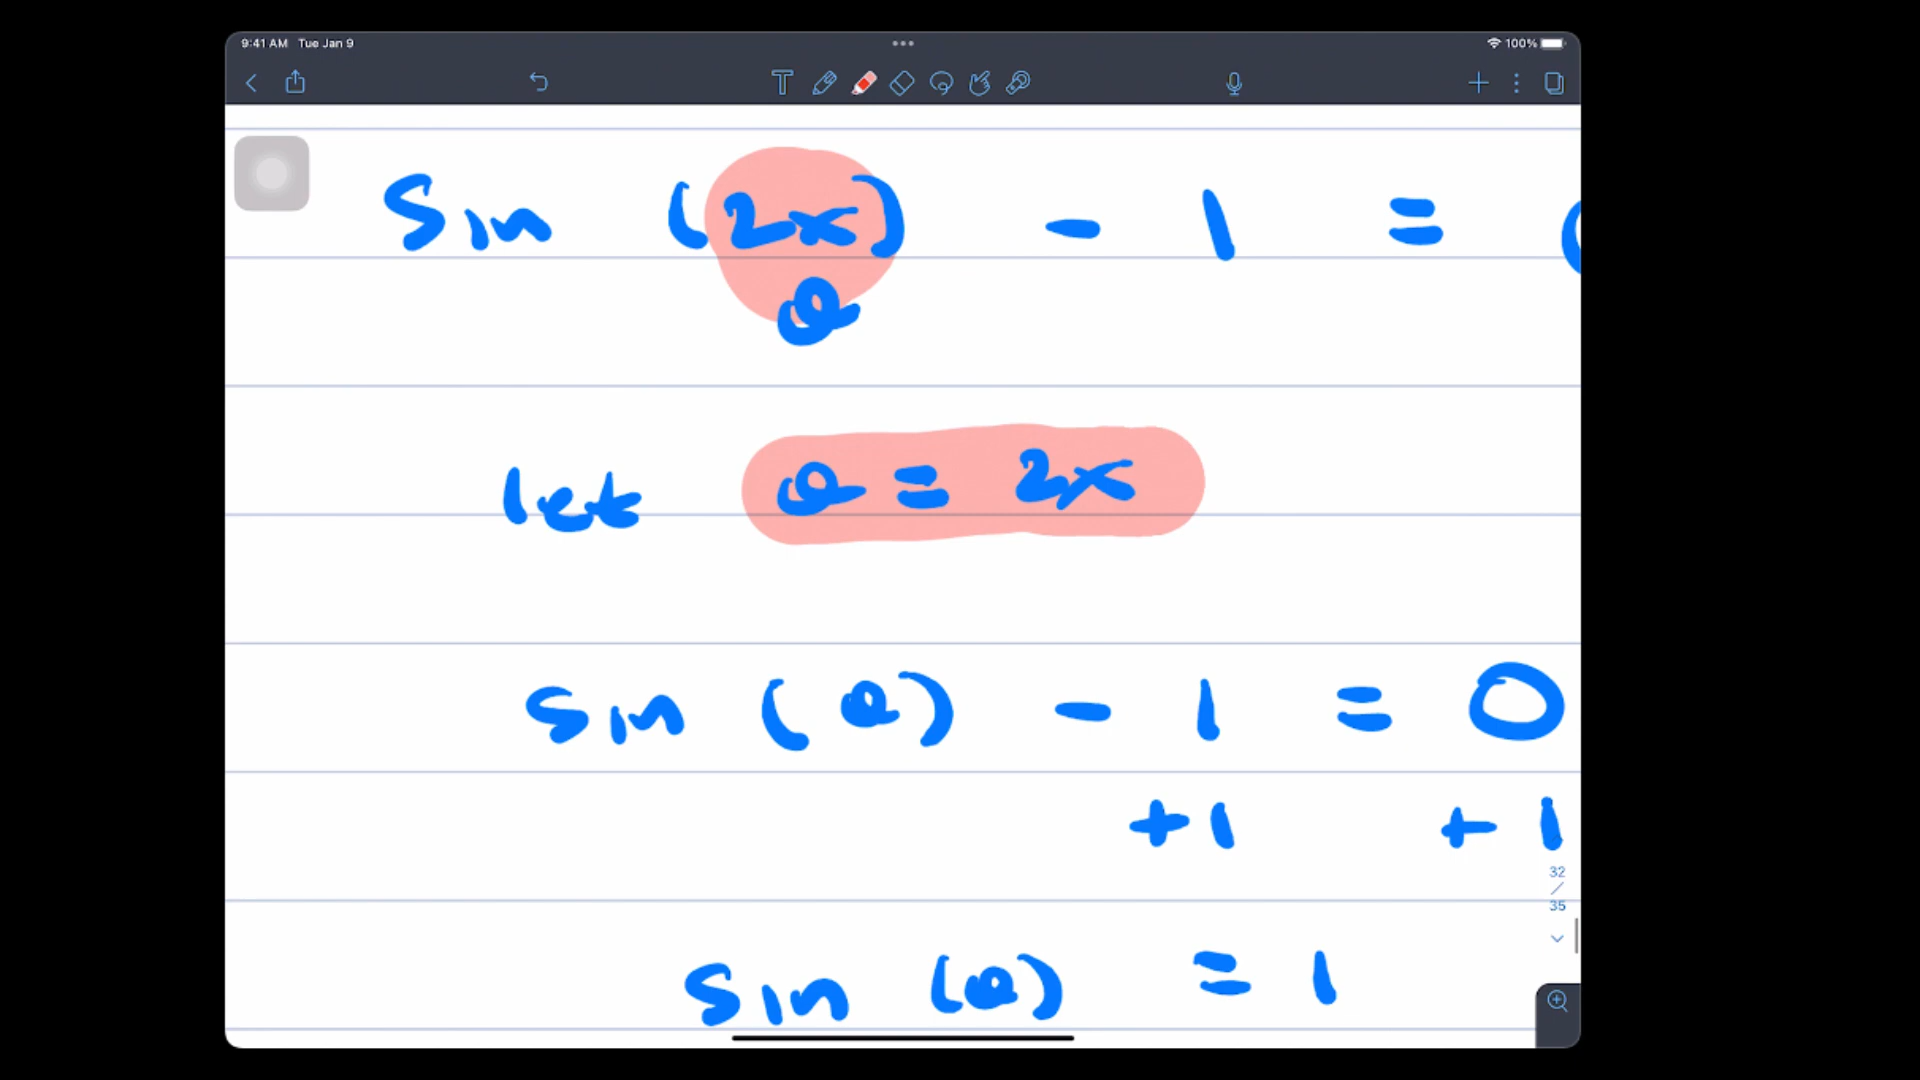 9:41 AM Tue Jan 9
100%
T
sin (2x) - 1 =
θ
let θ = 2x
sin (θ) - 1 = 0
+1 +1
32
/
35
sin (θ) = 1